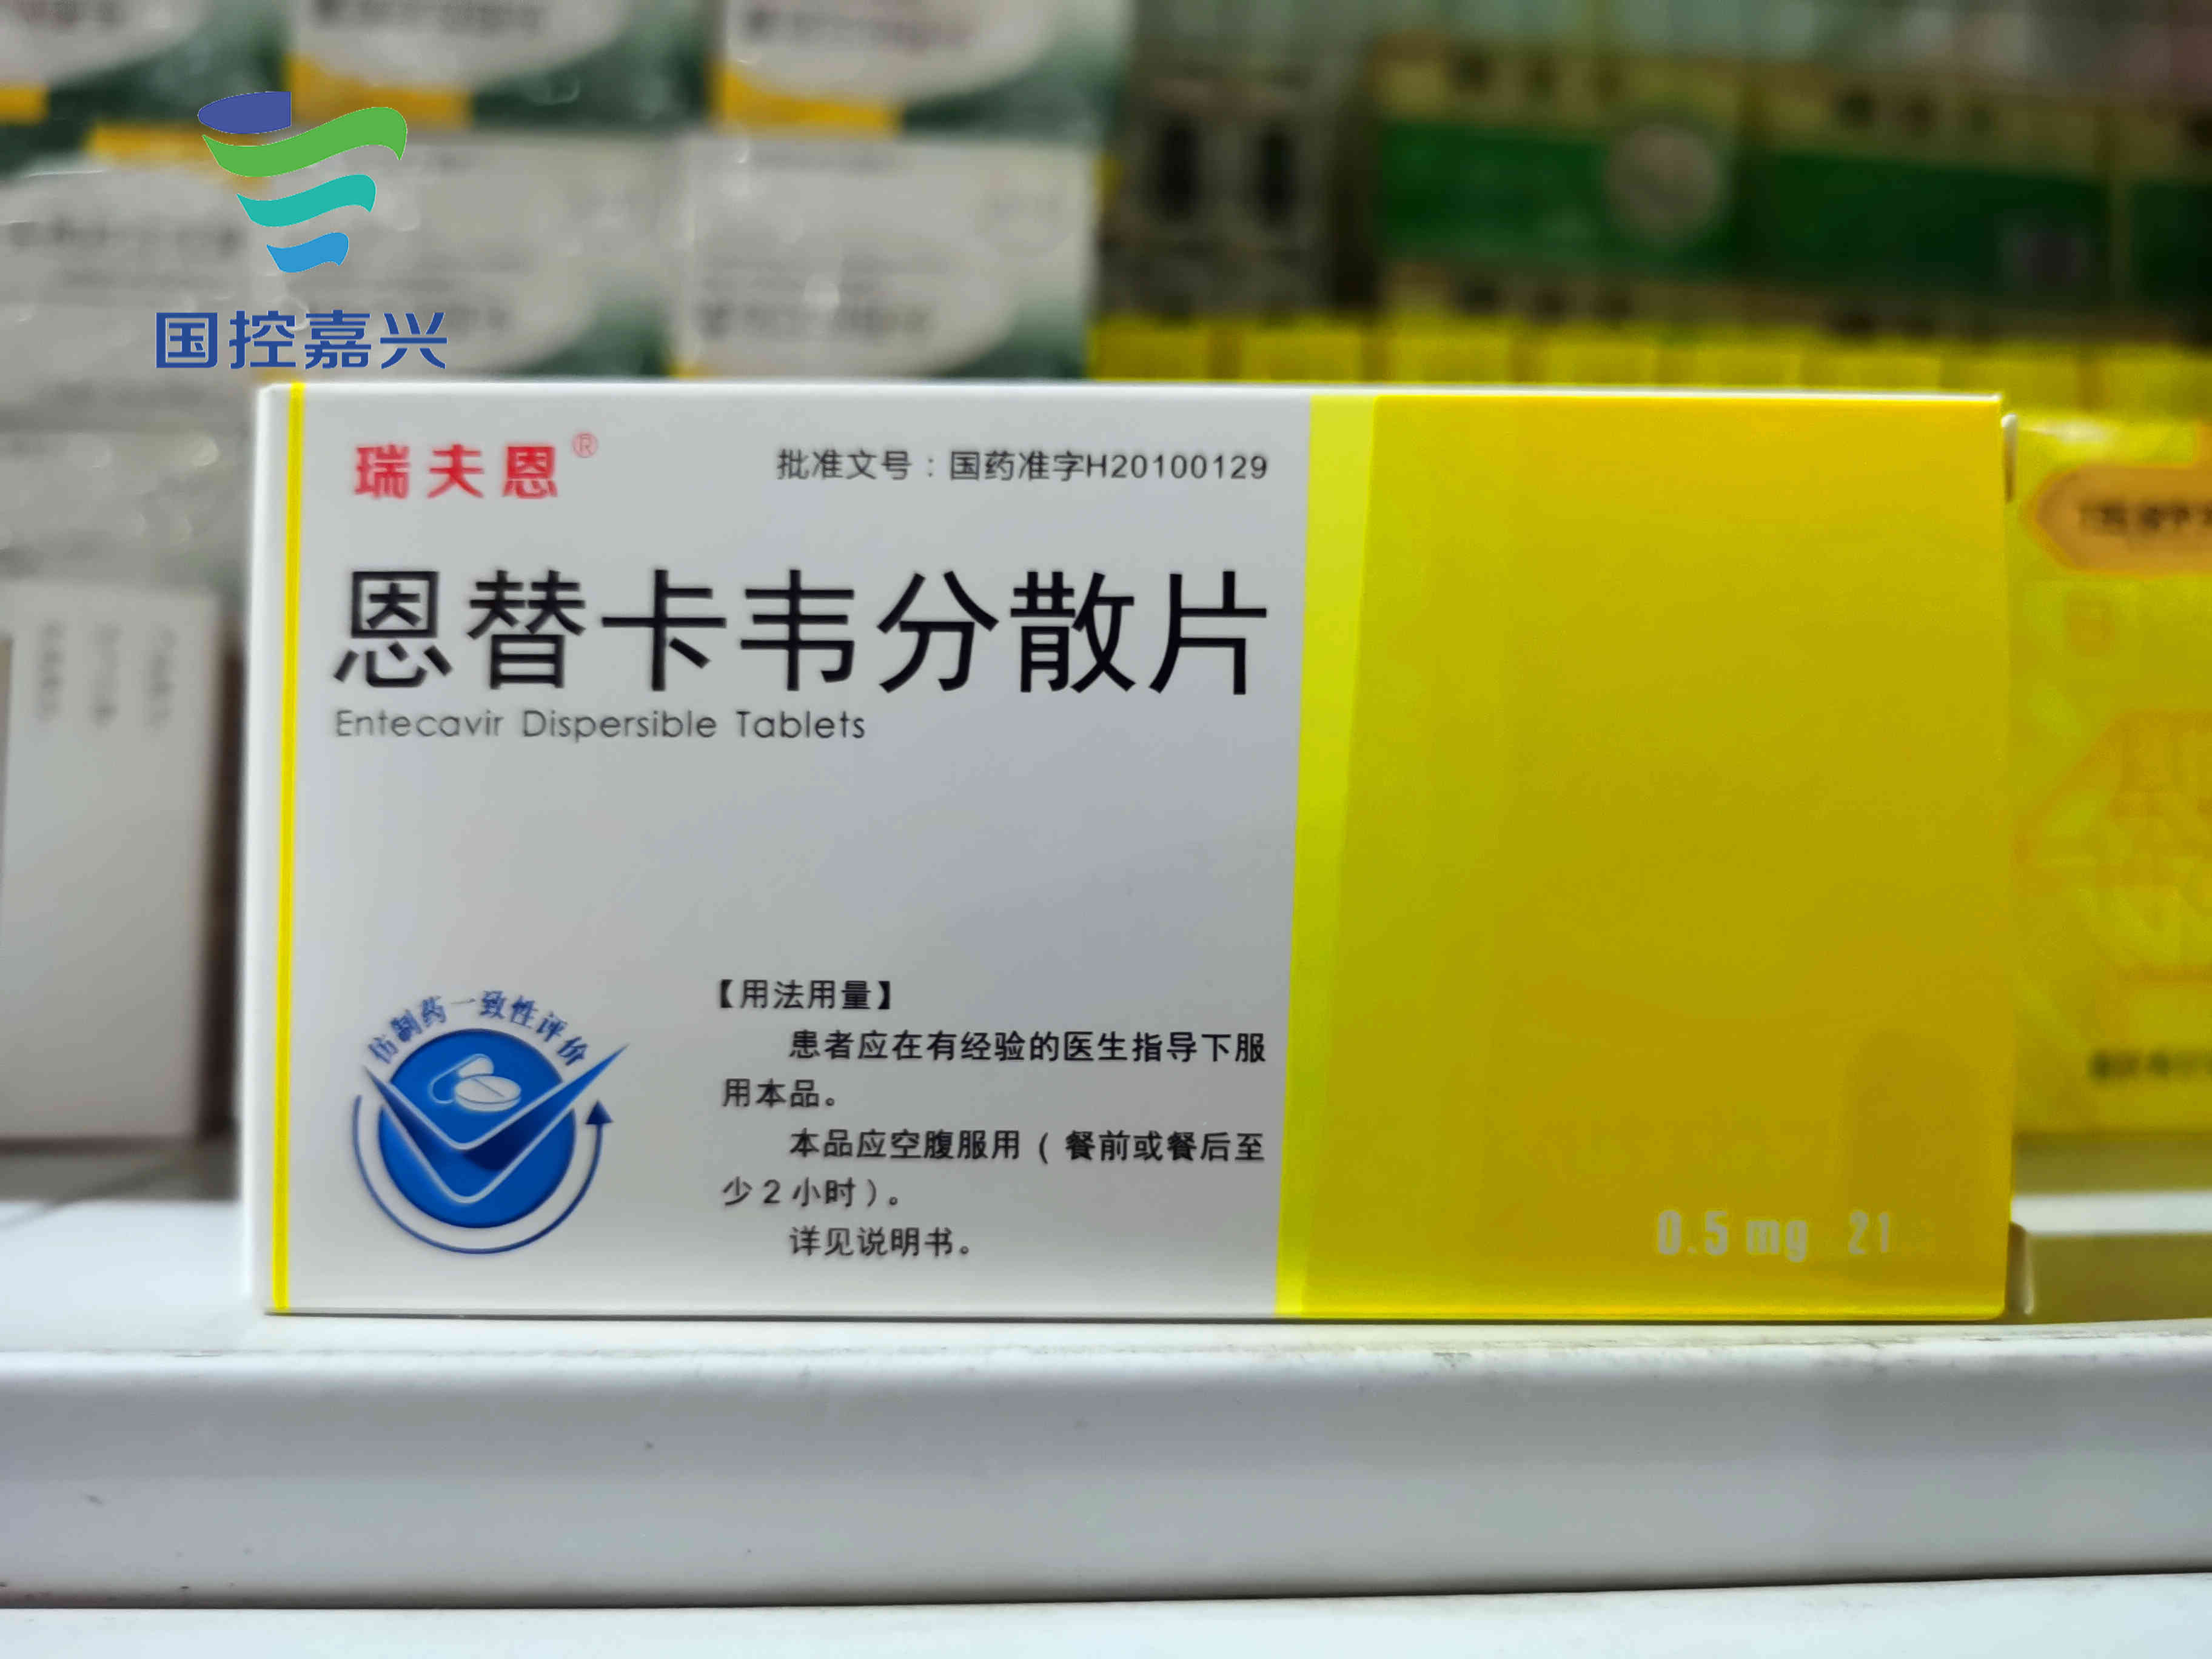 国控嘉兴
瑞夫恩®
批准文号：国药准字H20100129
恩替卡韦分散片
Entecavir Dispersible Tablets
仿制药一致性评价
【用法用量】
患者应在有经验的医生指导下服
用本品。
本品应空腹服用（餐前或餐后至
少2小时）。
详见说明书。
0.5mg 21